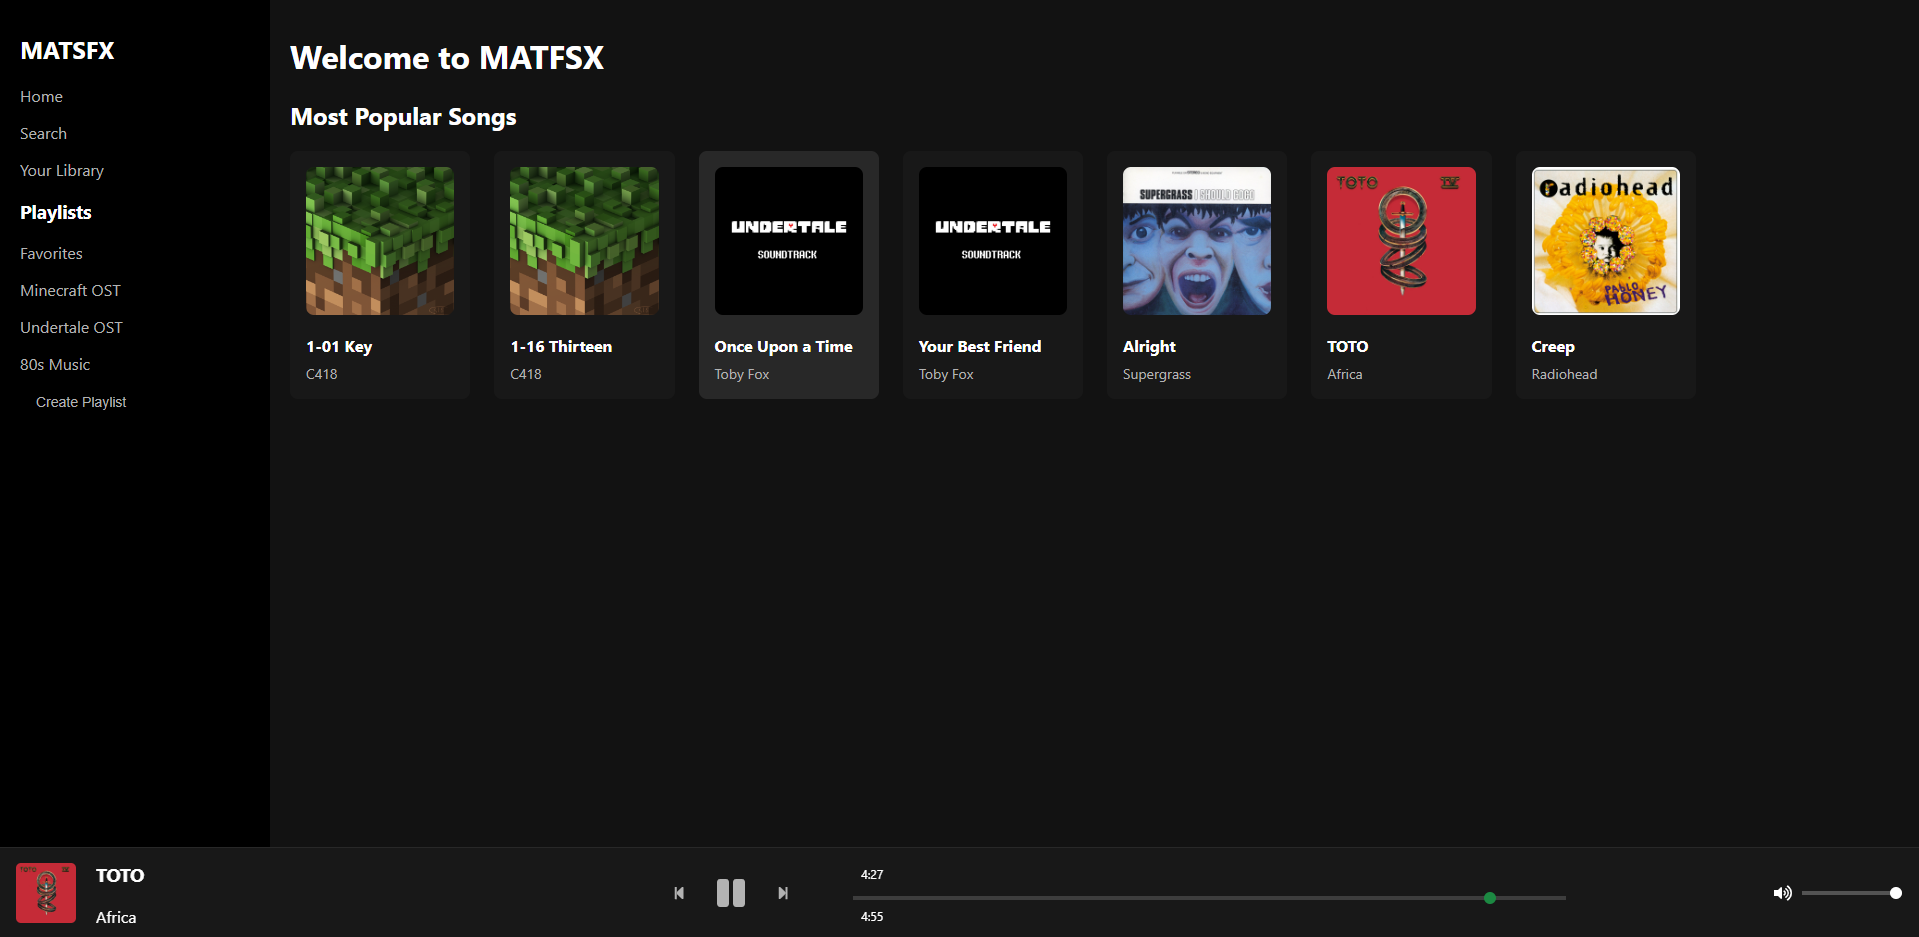 MATSFX
Home
Search
Your Library
Playlists
Favorites
Minecraft OST
Undertale OST
80s Music
Create Playlist
Welcome to MATFSX
Most Popular Songs
1-01 Key
C418
1-16 Thirteen
C418
UNDERTALE
SOUNDTRACK
Once Upon a Time
Toby Fox
UNDERTALE
SOUNDTRACK
Your Best Friend
Toby Fox
SUPERGRASS I SHOULD COCO
Alright
Supergrass
TOTO IV
TOTO
Africa
Radiohead
PABLO HONEY
Creep
Radiohead
TOTO
Africa
4:27
4:55